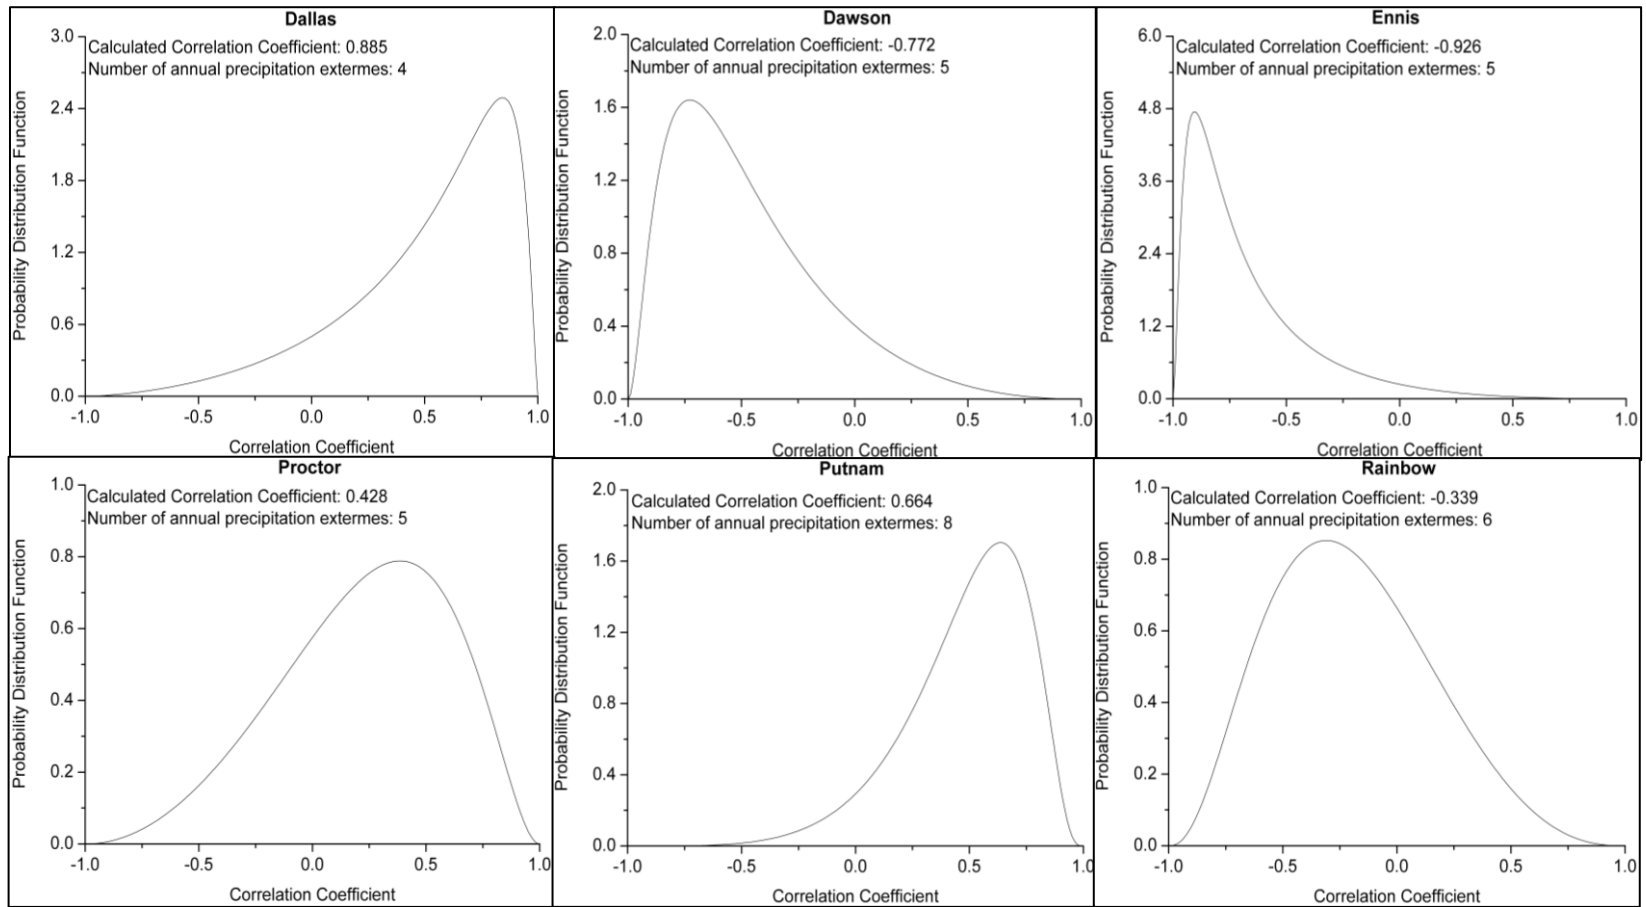 Dallas
Calculated Correlation Coefficient: 0.885
Number of annual precipitation extermes: 4
Probability Distribution Function
3.0
2.4
1.8
1.2
0.6
0.0
-1.0 -0.5 0.0 0.5 1.0
Correlation Coefficient
Dawson
Calculated Correlation Coefficient: -0.772
Number of annual precipitation extermes: 5
Probability Distribution Function
2.0
1.6
1.2
0.8
0.4
0.0
-1.0 -0.5 0.0 0.5 1.0
Correlation Coefficient
Ennis
Calculated Correlation Coefficient: -0.926
Number of annual precipitation extermes: 5
Probability Distribution Function
6.0
4.8
3.6
2.4
1.2
0.0
-1.0 -0.5 0.0 0.5 1.0
Correlation Coefficient
Proctor
Calculated Correlation Coefficient: 0.428
Number of annual precipitation extermes: 5
Probability Distribution Function
1.0
0.8
0.6
0.4
0.2
0.0
-1.0 -0.5 0.0 0.5 1.0
Correlation Coefficient
Putnam
Calculated Correlation Coefficient: 0.664
Number of annual precipitation extermes: 8
Probability Distribution Function
2.0
1.6
1.2
0.8
0.4
0.0
-1.0 -0.5 0.0 0.5 1.0
Correlation Coefficient
Rainbow
Calculated Correlation Coefficient: -0.339
Number of annual precipitation extermes: 6
Probability Distribution Function
1.0
0.8
0.6
0.4
0.2
0.0
-1.0 -0.5 0.0 0.5 1.0
Correlation Coefficient